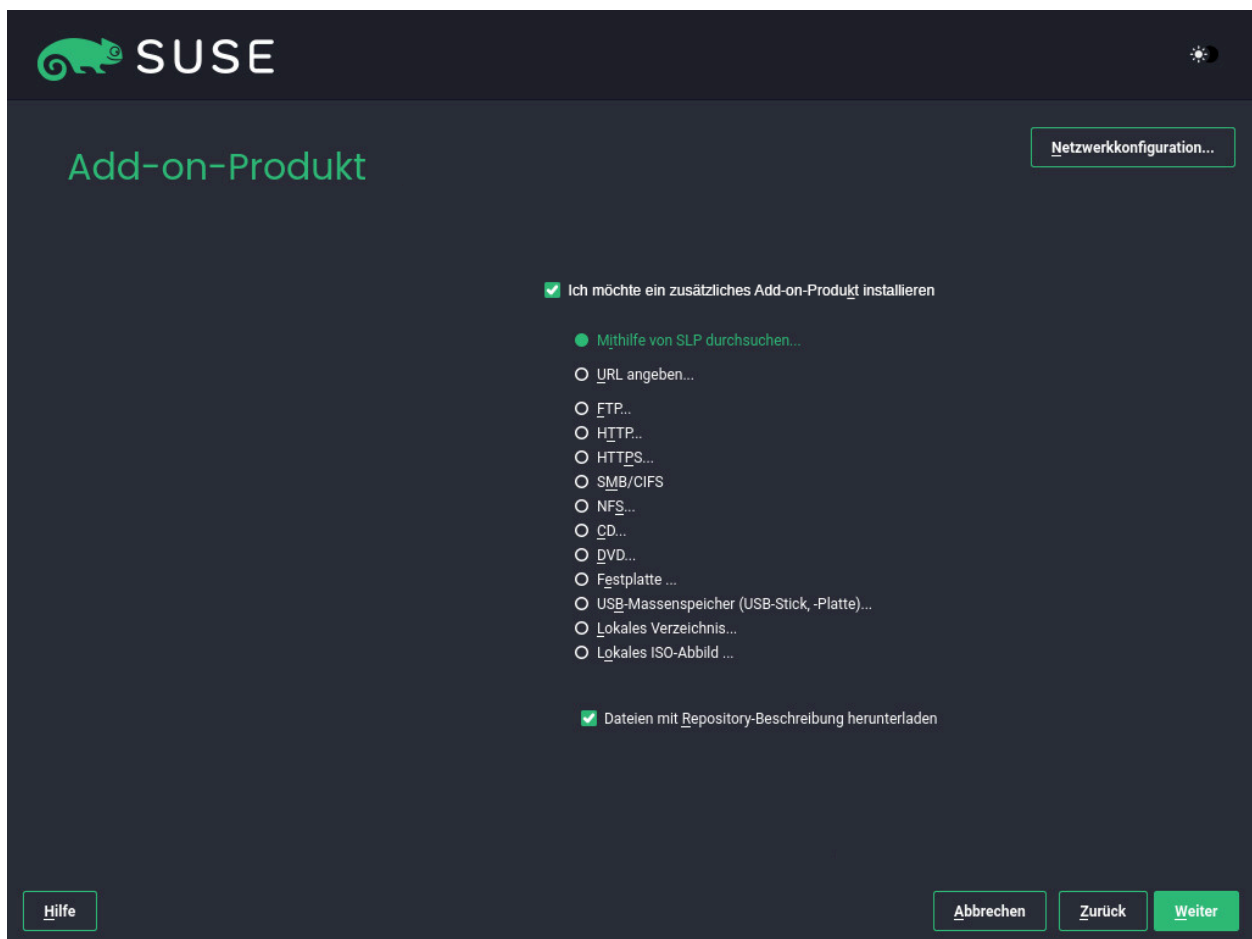 SUSE
Add-on-Produkt
Netzwerkkonfiguration...
Ich möchte ein zusätzliches Add-on-Produkt installieren
Mithilfe von SLP durchsuchen...
URL angeben...
FTP...
HTTP...
HTTPS...
SMB/CIFS
NFS...
CD...
DVD...
Festplatte ...
USB-Massenspeicher (USB-Stick, -Platte)...
Lokales Verzeichnis...
Lokales ISO-Abbild ...
Dateien mit Repository-Beschreibung herunterladen
Hilfe
Abbrechen
Zurück
Weiter